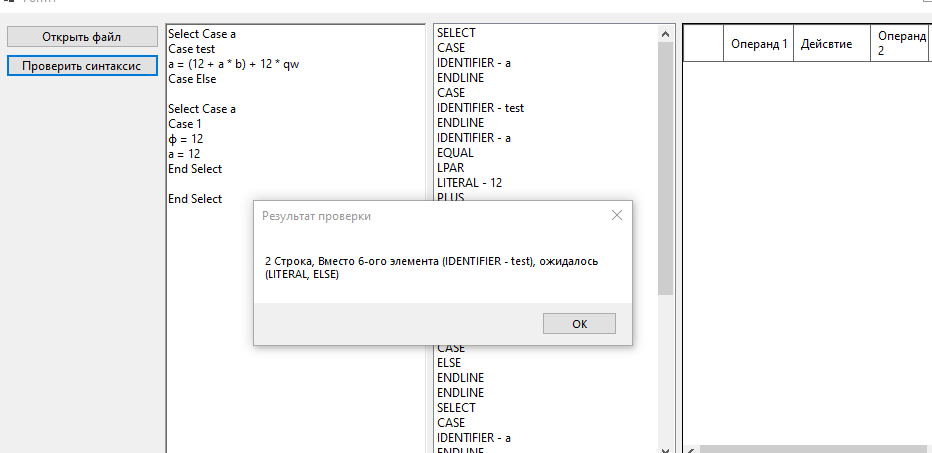 Открыть файл
Проверить синтаксис
Select Case a
Case test
a = (12 + a * b) + 12 * qw
Case Else
Select Case a
Case 1
ф = 12
a = 12
End Select
End Select
SELECT
CASE
IDENTIFIER - a
ENDLINE
CASE
IDENTIFIER - test
ENDLINE
IDENTIFIER - a
EQUAL
LPAR
LITERAL - 12
PLUS
Операнд 1
Дейсвтие
Операнд
2
Результат проверки
2 Строка, Вместо 6-ого элемента (IDENTIFIER - test), ожидалось
(LITERAL, ELSE)
ОК
CASE
ELSE
ENDLINE
ENDLINE
SELECT
CASE
IDENTIFIER - a
ENDLINE